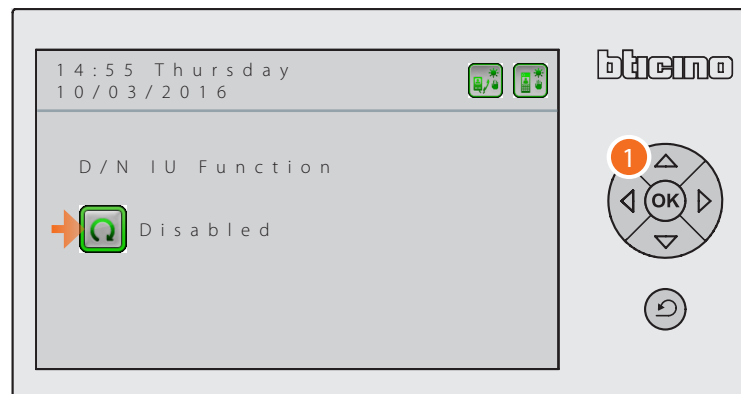 14:55 Thursday
10/03/2016
bticino
D/N IU Function
Disabled
1
OK